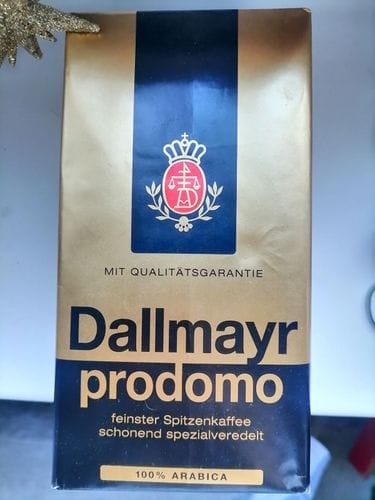 MIT QUALITÄTSGARANTIE
Dallmayr
prodomo
feinster Spitzenkaffee
schonend spezialveredelt
100% ARABICA